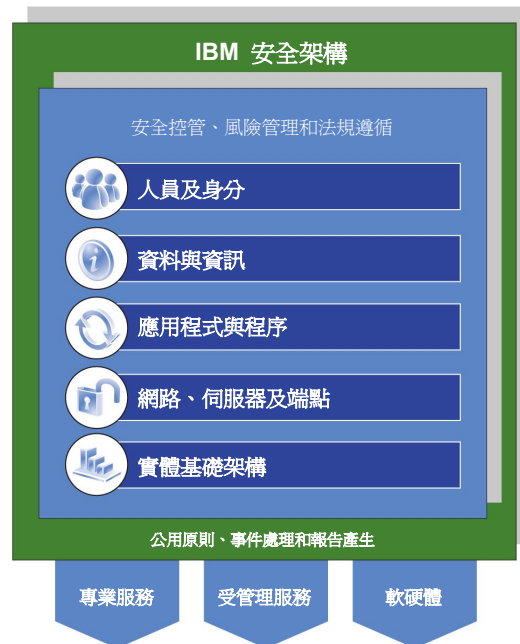 IBM 安全架構
安全控管、風險管理和法規遵循
人員及身分
資料與資訊
應用程式與程序
網路、伺服器及端點
實體基礎架構
公用原則、事件處理和報告產生
專業服務
受管理服務
軟硬體